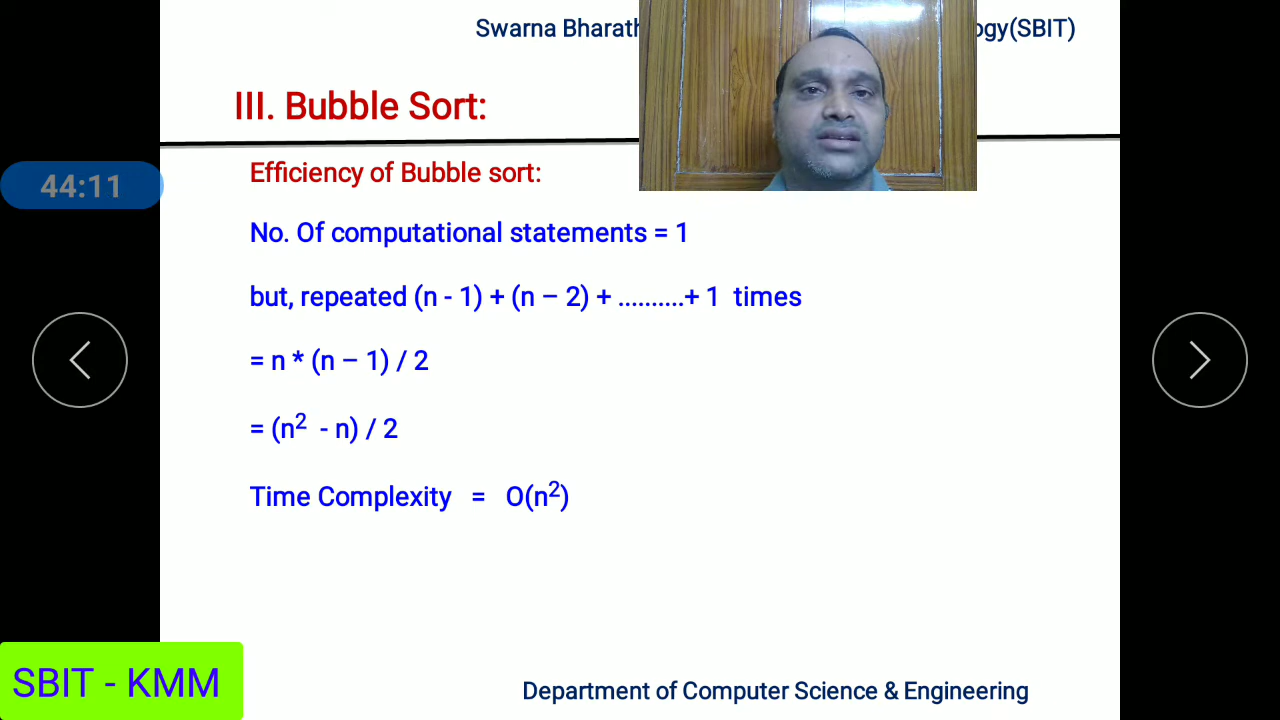 Swarna Bharath ogy(SBIT)
III. Bubble Sort:
Efficiency of Bubble sort:
44:11
No. Of computational statements = 1
but, repeated (n - 1) + (n – 2) + ..........+ 1 times
= n * (n – 1) / 2
= (n² - n) / 2
Time Complexity = O(n²)
SBIT - KMM
Department of Computer Science & Engineering